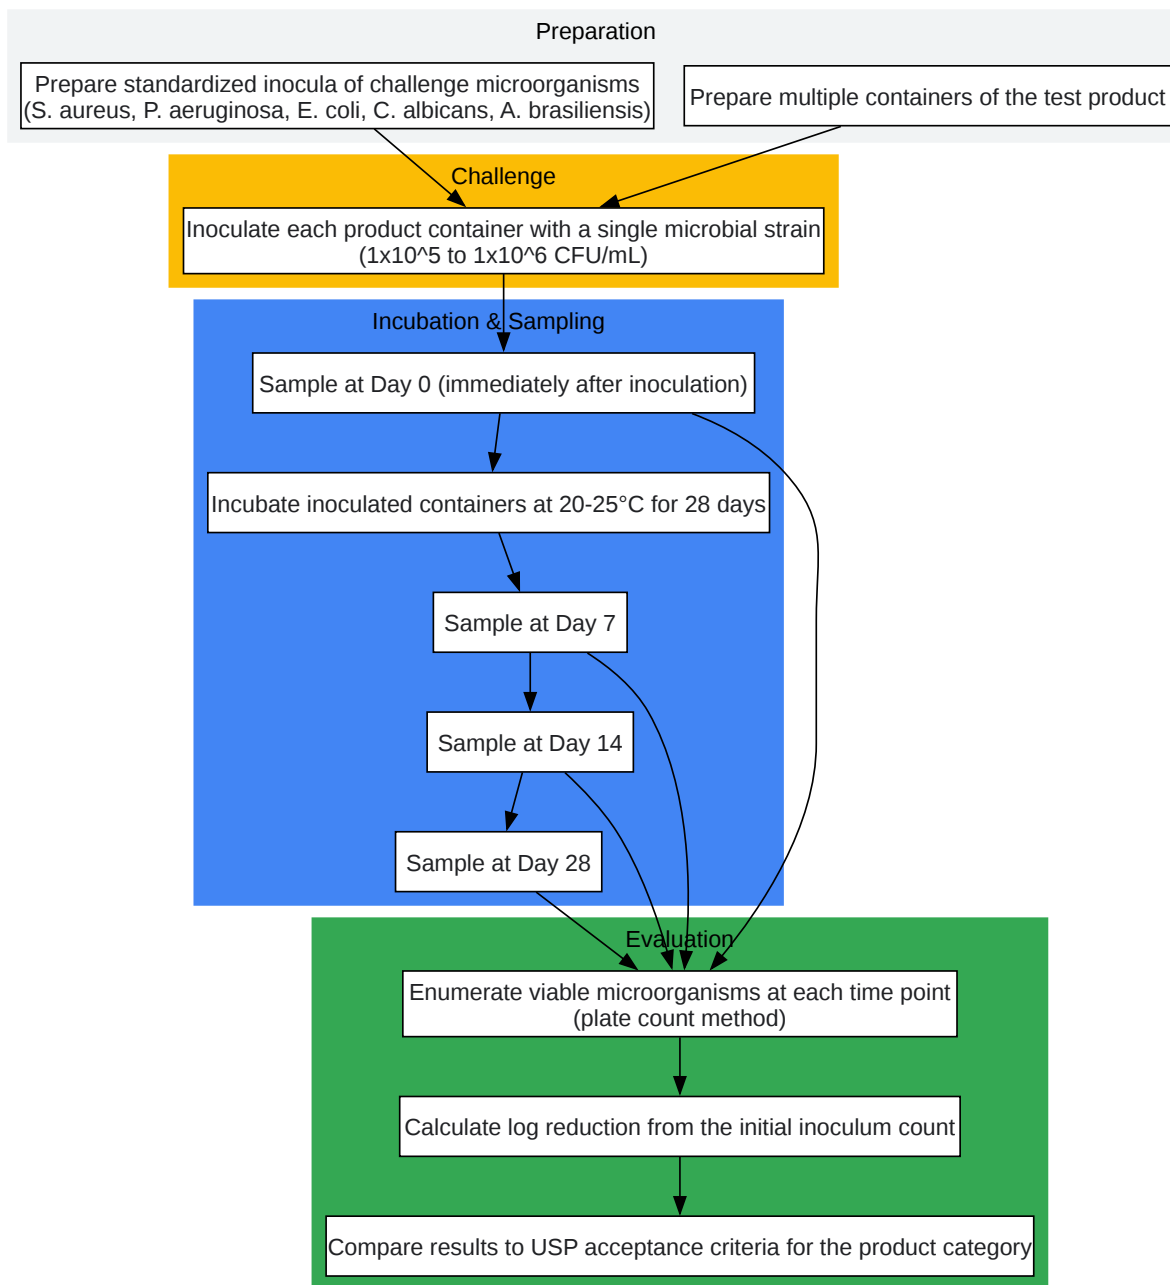 Preparation
Prepare standardized inocula of challenge microorganisms
(S. aureus, P. aeruginosa, E. coli, C. albicans, A. brasiliensis)
Prepare multiple containers of the test product
Challenge
Inoculate each product container with a single microbial strain
(1x10^5 to 1x10^6 CFU/mL)
Incubation & Sampling
Sample at Day 0 (immediately after inoculation)
Incubate inoculated containers at 20-25°C for 28 days
Sample at Day 7
Sample at Day 14
Sample at Day 28
Evaluation
Enumerate viable microorganisms at each time point
(plate count method)
Calculate log reduction from the initial inoculum count
Compare results to USP acceptance criteria for the product category